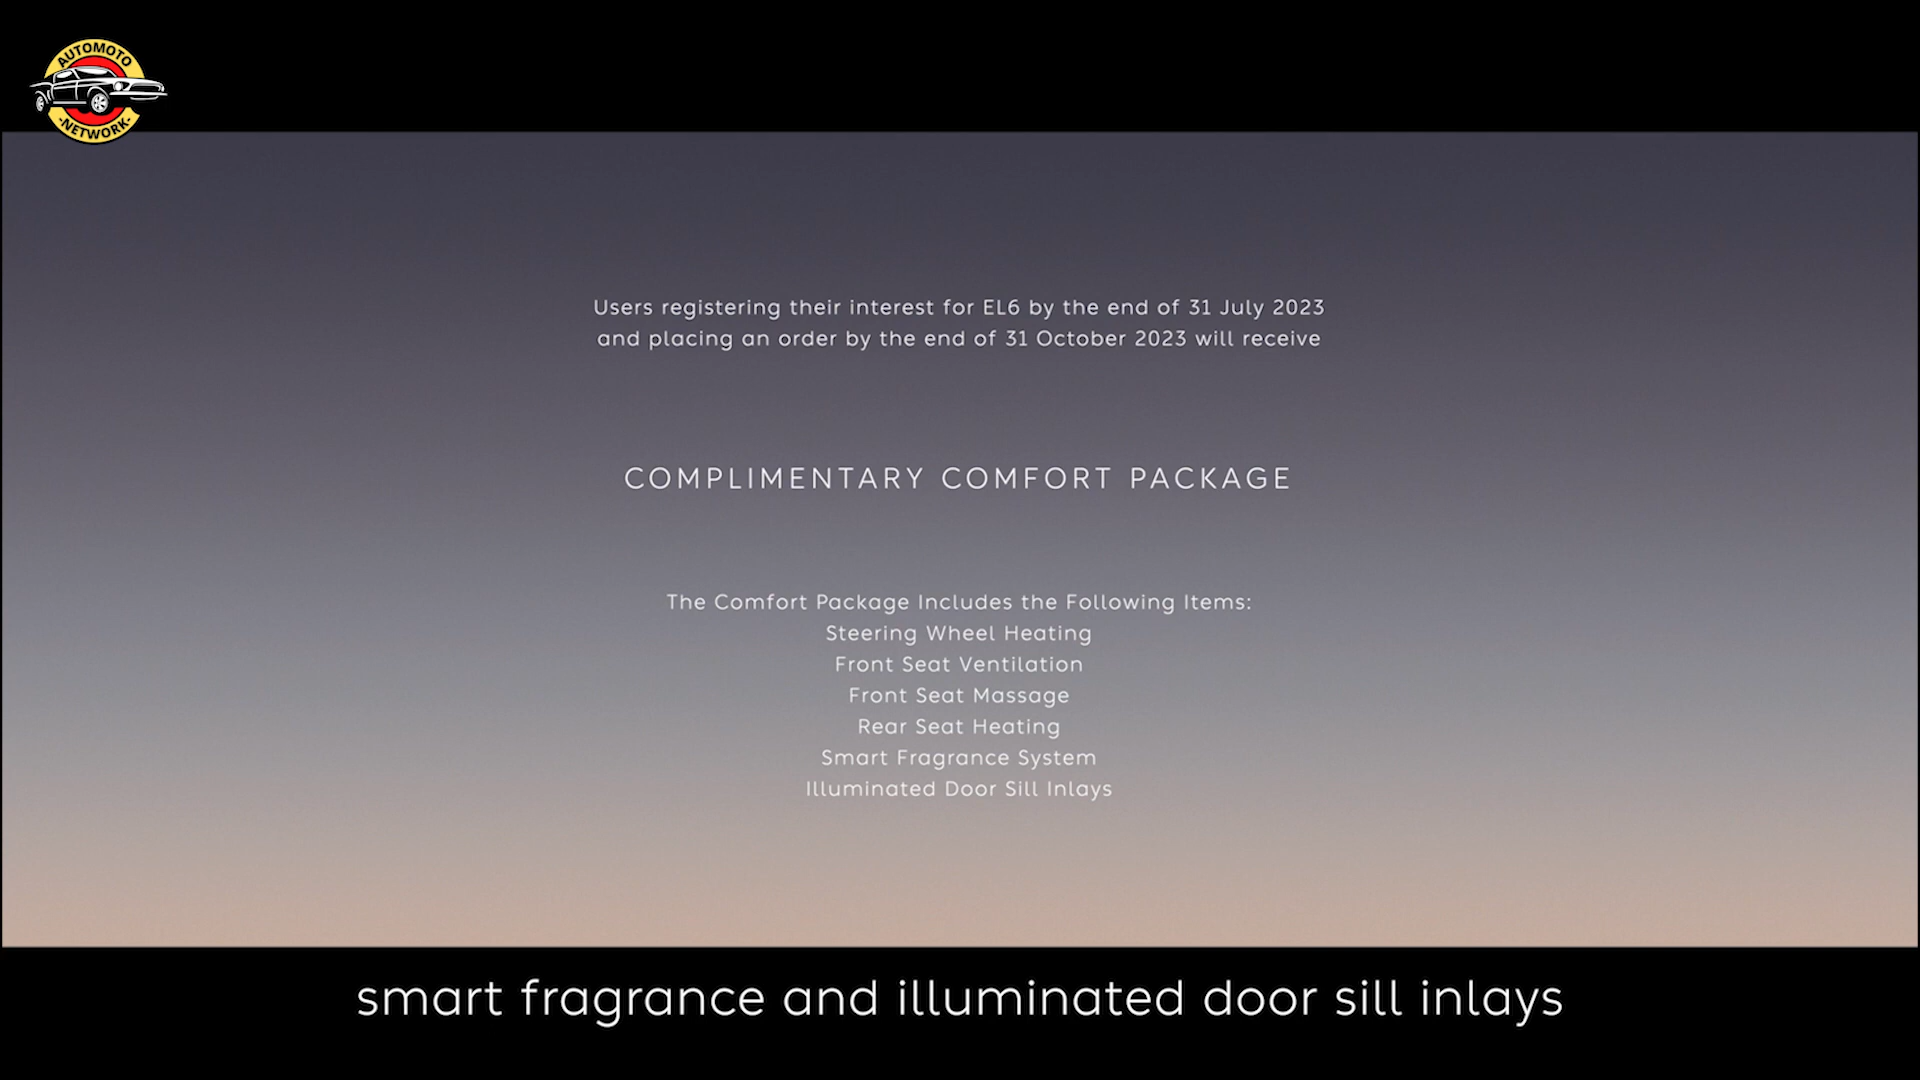 AUTOMOTO
-NETWORK-
Users registering their interest for EL6 by the end of 31 July 2023
and placing an order by the end of 31 October 2023 will receive
COMPLIMENTARY COMFORT PACKAGE
The Comfort Package Includes the Following Items:
Steering Wheel Heating
Front Seat Ventilation
Front Seat Massage
Rear Seat Heating
Smart Fragrance System
Illuminated Door Sill Inlays
smart fragrance and illuminated door sill inlays